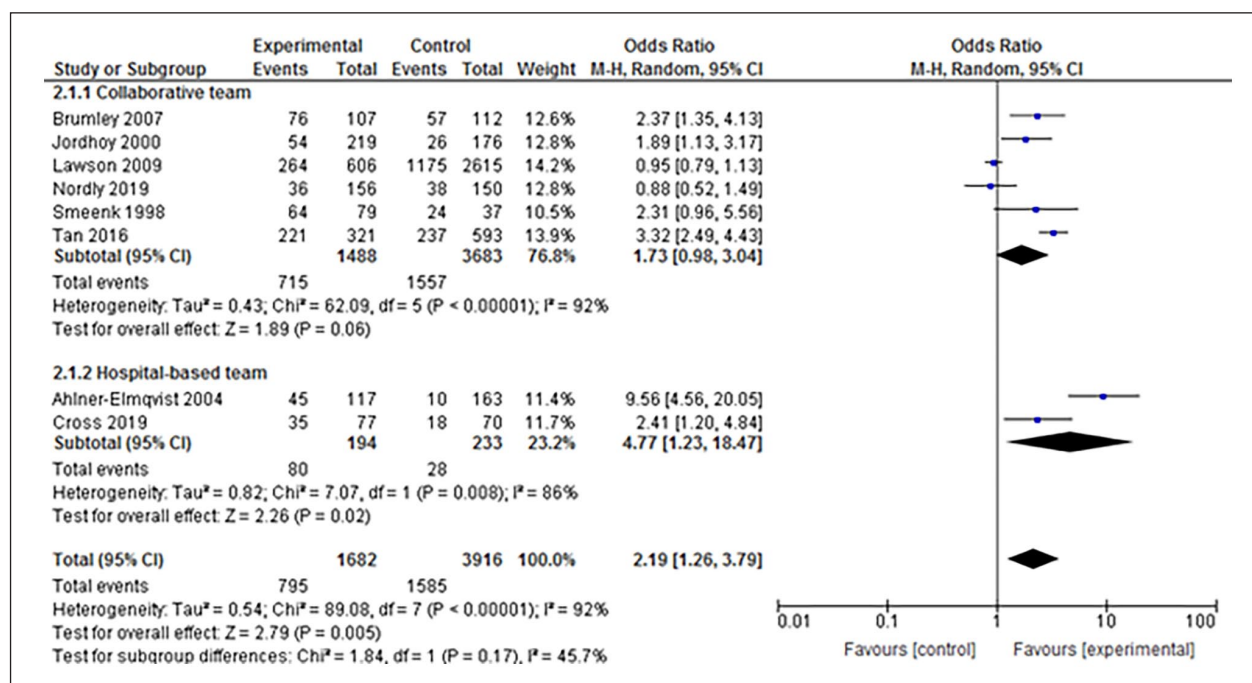 Experimental Control Odds Ratio Odds Ratio
Study or Subgroup Events Total Events Total Weight M-H, Random, 95% CI M-H, Random, 95% CI
2.1.1 Collaborative team
Brumley 2007 76 107 57 112 12.6% 2.37 [1.35, 4.13]
Jordhoy 2000 54 219 26 176 12.8% 1.89 [1.13, 3.17]
Lawson 2009 264 606 1175 2615 14.2% 0.95 [0.79, 1.13]
Nordly 2019 36 156 38 150 12.8% 0.88 [0.52, 1.49]
Smeenk 1998 64 79 24 37 10.5% 2.31 [0.96, 5.56]
Tan 2016 221 321 237 593 13.9% 3.32 [2.49, 4.43]
Subtotal (95% CI) 1488 3683 76.8% 1.73 [0.98, 3.04]
Total events 715 1557
Heterogeneity: Tau² = 0.43; Chi² = 62.09, df = 5 (P < 0.00001); I² = 92%
Test for overall effect: Z = 1.89 (P = 0.06)
2.1.2 Hospital-based team
Ahlner-Elmqvist 2004 45 117 10 163 11.4% 9.56 [4.56, 20.05]
Cross 2019 35 77 18 70 11.7% 2.41 [1.20, 4.84]
Subtotal (95% CI) 194 233 23.2% 4.77 [1.23, 18.47]
Total events 80 28
Heterogeneity: Tau² = 0.82; Chi² = 7.07, df = 1 (P = 0.008); I² = 86%
Test for overall effect: Z = 2.26 (P = 0.02)
Total (95% CI) 1682 3916 100.0% 2.19 [1.26, 3.79]
Total events 795 1585
Heterogeneity: Tau² = 0.54; Chi² = 89.08, df = 7 (P < 0.00001); I² = 92%
Test for overall effect: Z = 2.79 (P = 0.005)
Test for subgroup differences: Chi² = 1.84, df = 1 (P = 0.17), I² = 45.7%
0.01 0.1 1 10 100
Favours [control] Favours [experimental]